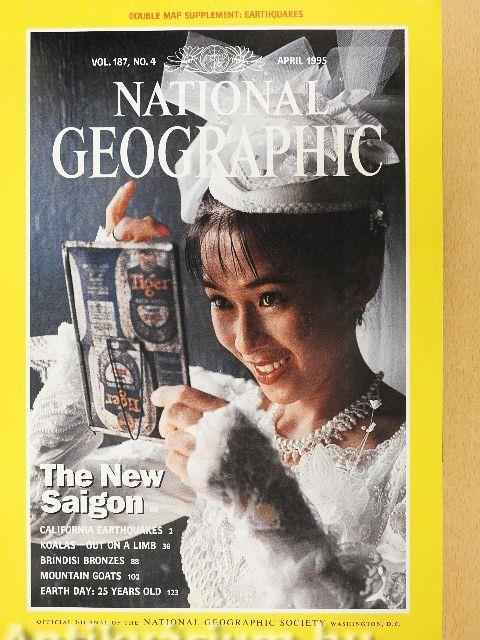 DOUBLE MAP SUPPLEMENT: EARTHQUAKES
VOL. 187, NO. 4
APRIL 1995
NATIONAL
GEOGRAPHIC
Tiger
Tiger
The New
Saigon
CALIFORNIA EARTHQUAKES 2
KOALAS—OUT ON A LIMB 36
BRINDISI BRONZES 88
MOUNTAIN GOATS 102
EARTH DAY: 25 YEARS OLD 123
OFFICIAL JOURNAL OF THE NATIONAL GEOGRAPHIC SOCIETY WASHINGTON, D.C.